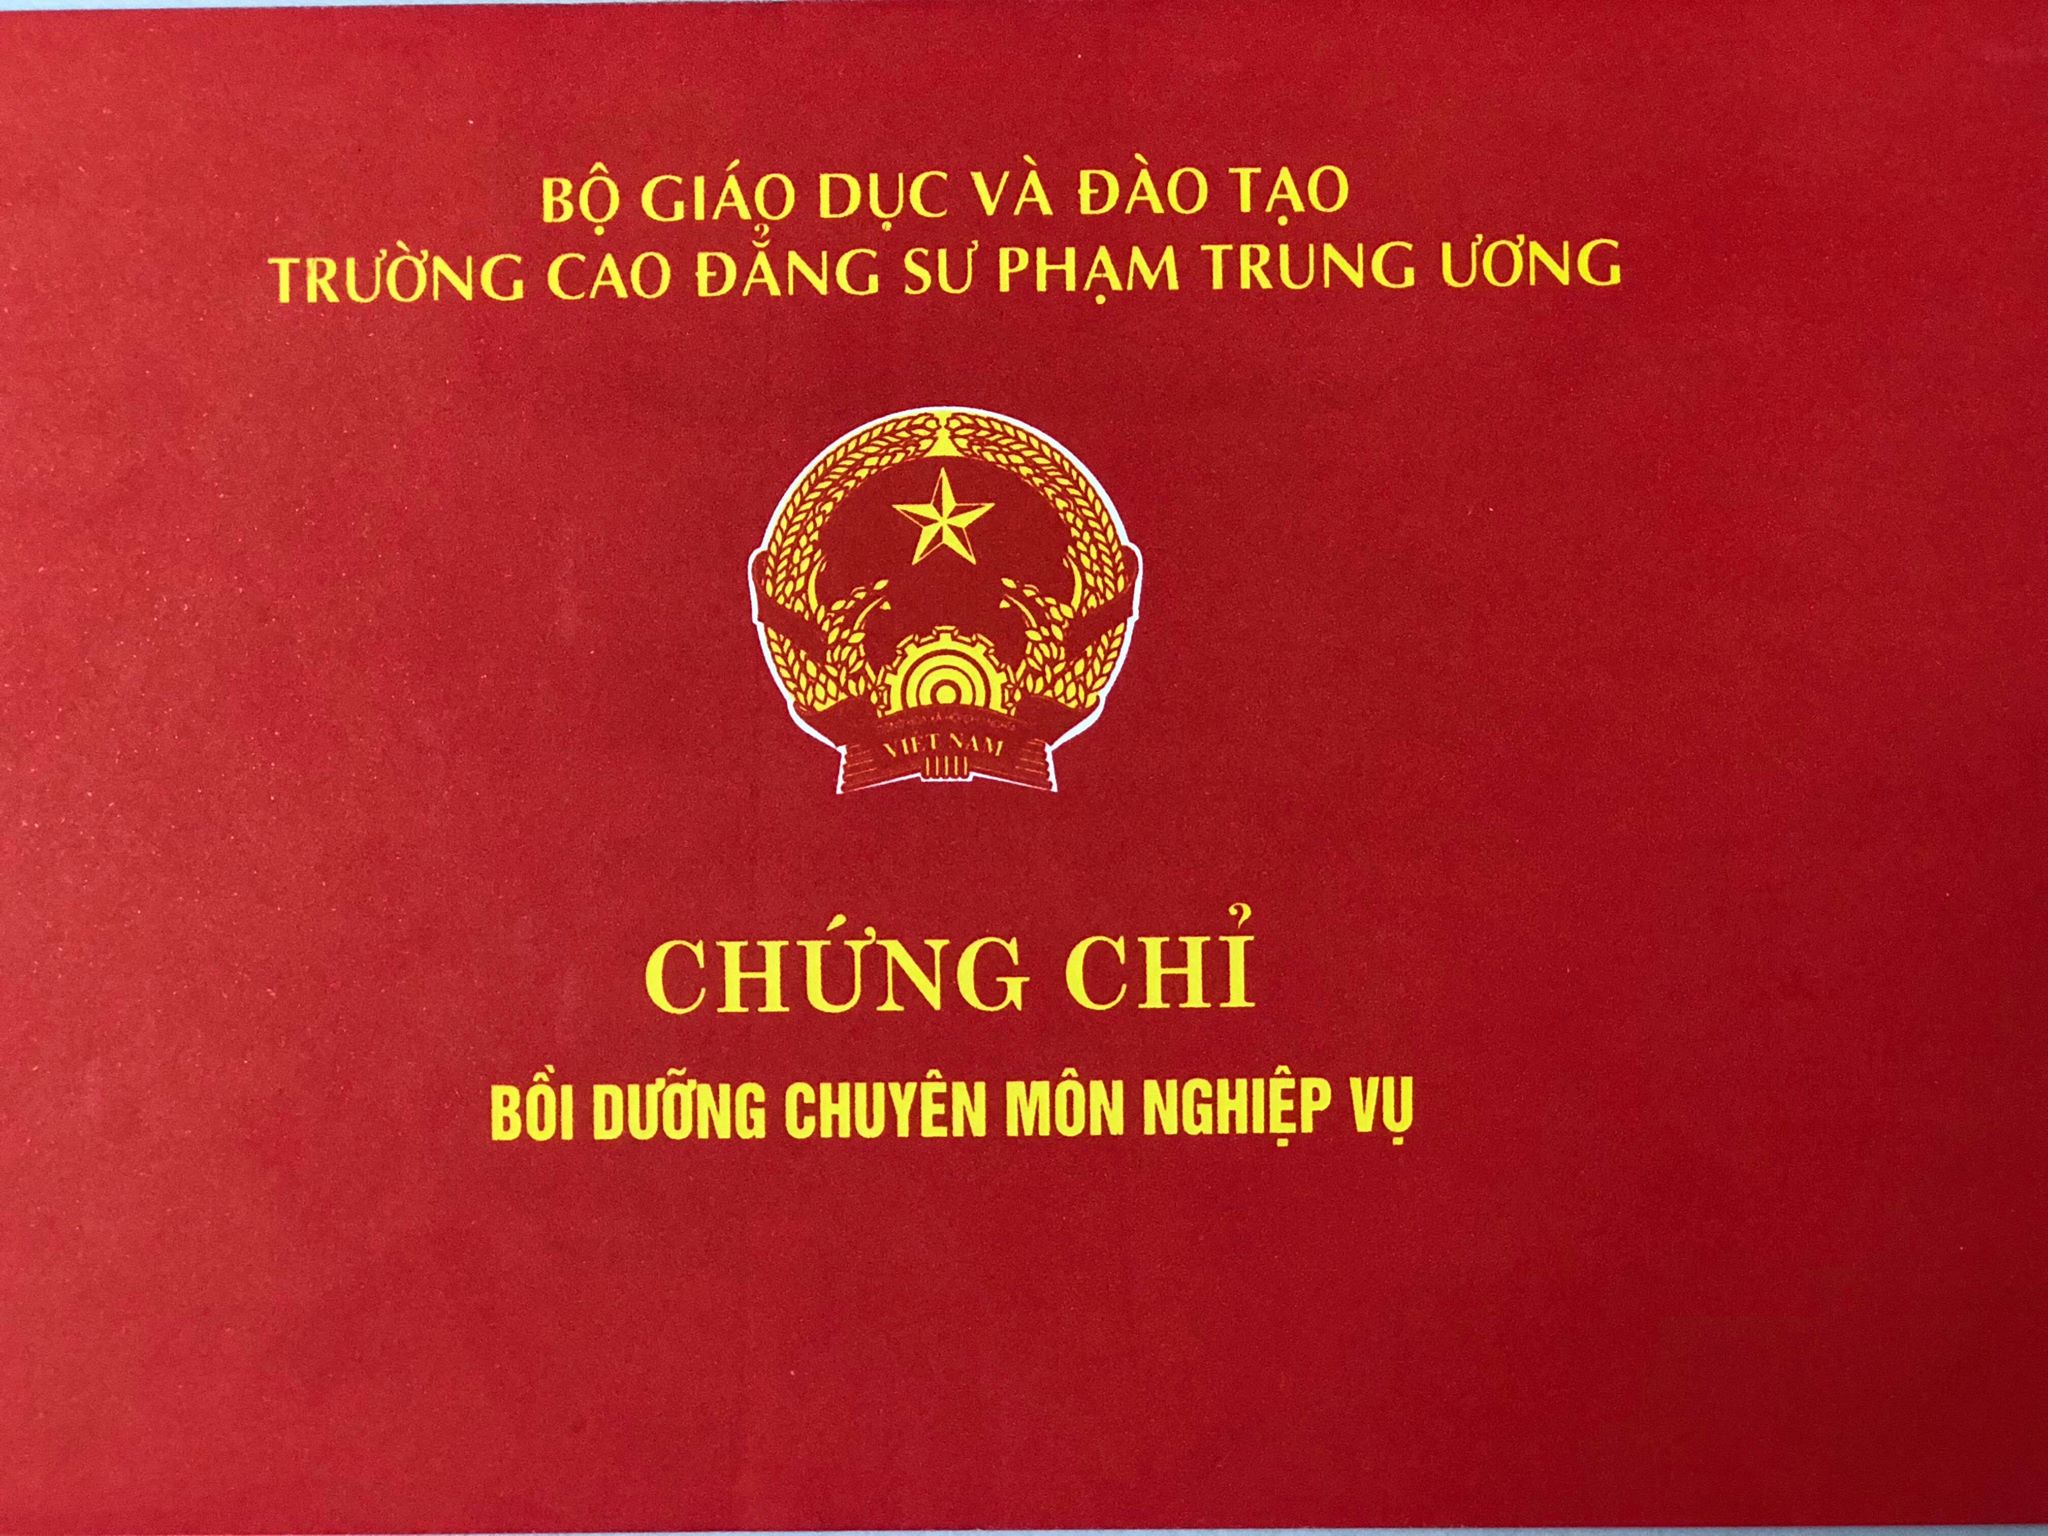 BỘ GIÁO DỤC VÀ ĐÀO TẠO
TRƯỜNG CAO ĐẲNG SƯ PHẠM TRUNG ƯƠNG
VIỆT NAM
CHỨNG CHỈ
BỒI DƯỠNG CHUYÊN MÔN NGHIỆP VỤ